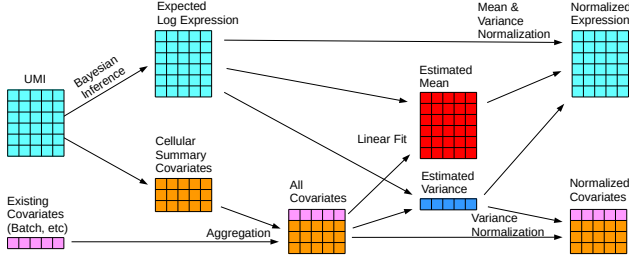 Expected
Log Expression
Mean &
Variance
Normalization
Normalized
Expression
UMI
Bayesian
Inference
Estimated
Mean
Linear Fit
Cellular
Summary
Covariates
All
Covariates
Estimated
Variance
Normalized
Covariates
Existing
Covariates
(Batch, etc)
Aggregation
Variance
Normalization